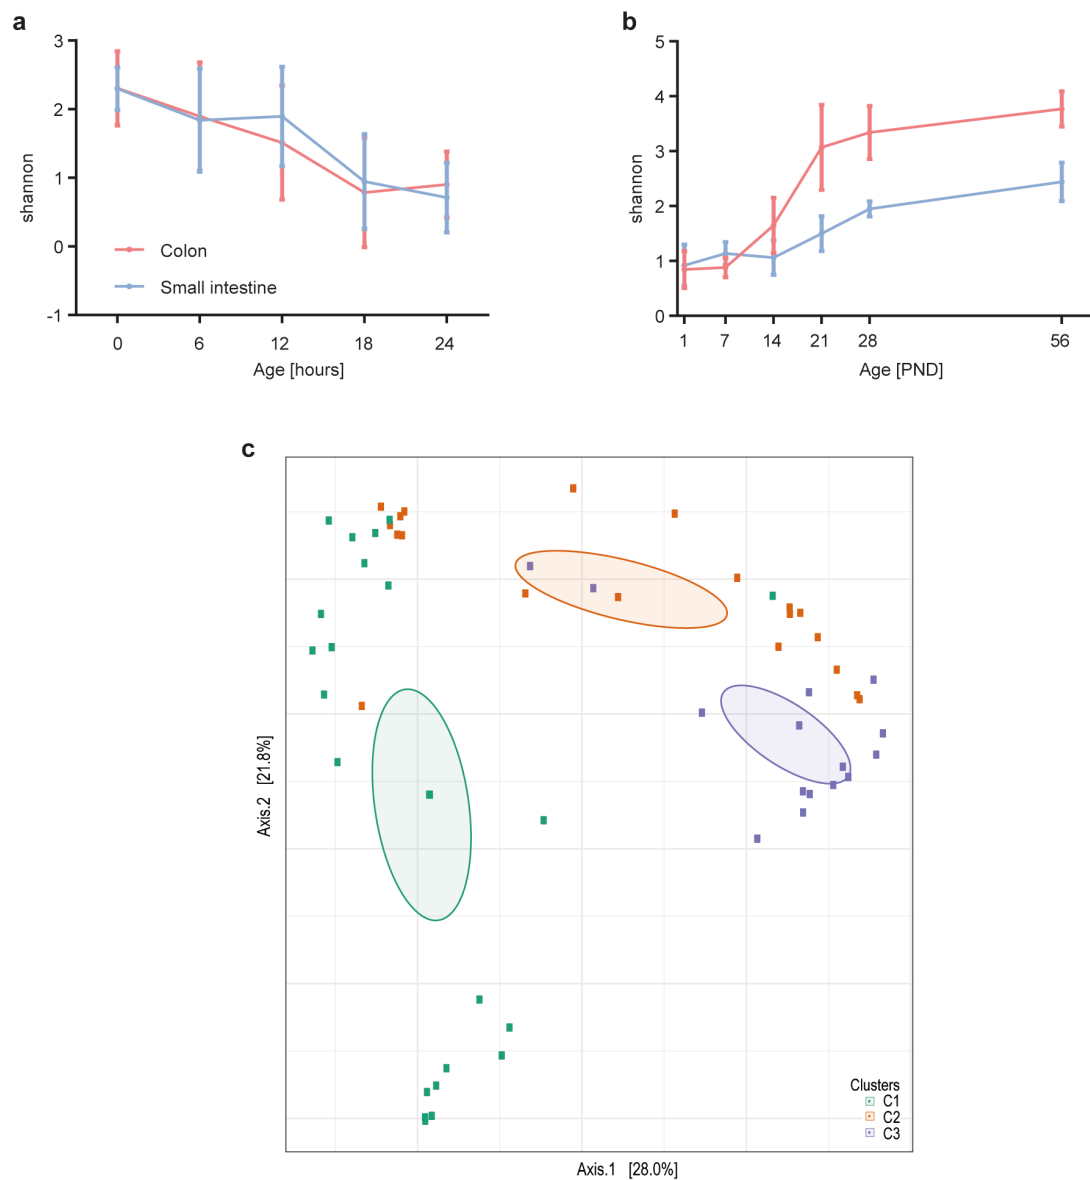 a
3
2
1
0
-1
shannon
Colon
Small intestine
0 6 12 18 24
Age [hours]
b
5
4
3
2
1
0
shannon
1 7 14 21 28 56
Age [PND]
c
Axis.2 [21.8%]
Clusters
C1
C2
C3
Axis.1 [28.0%]